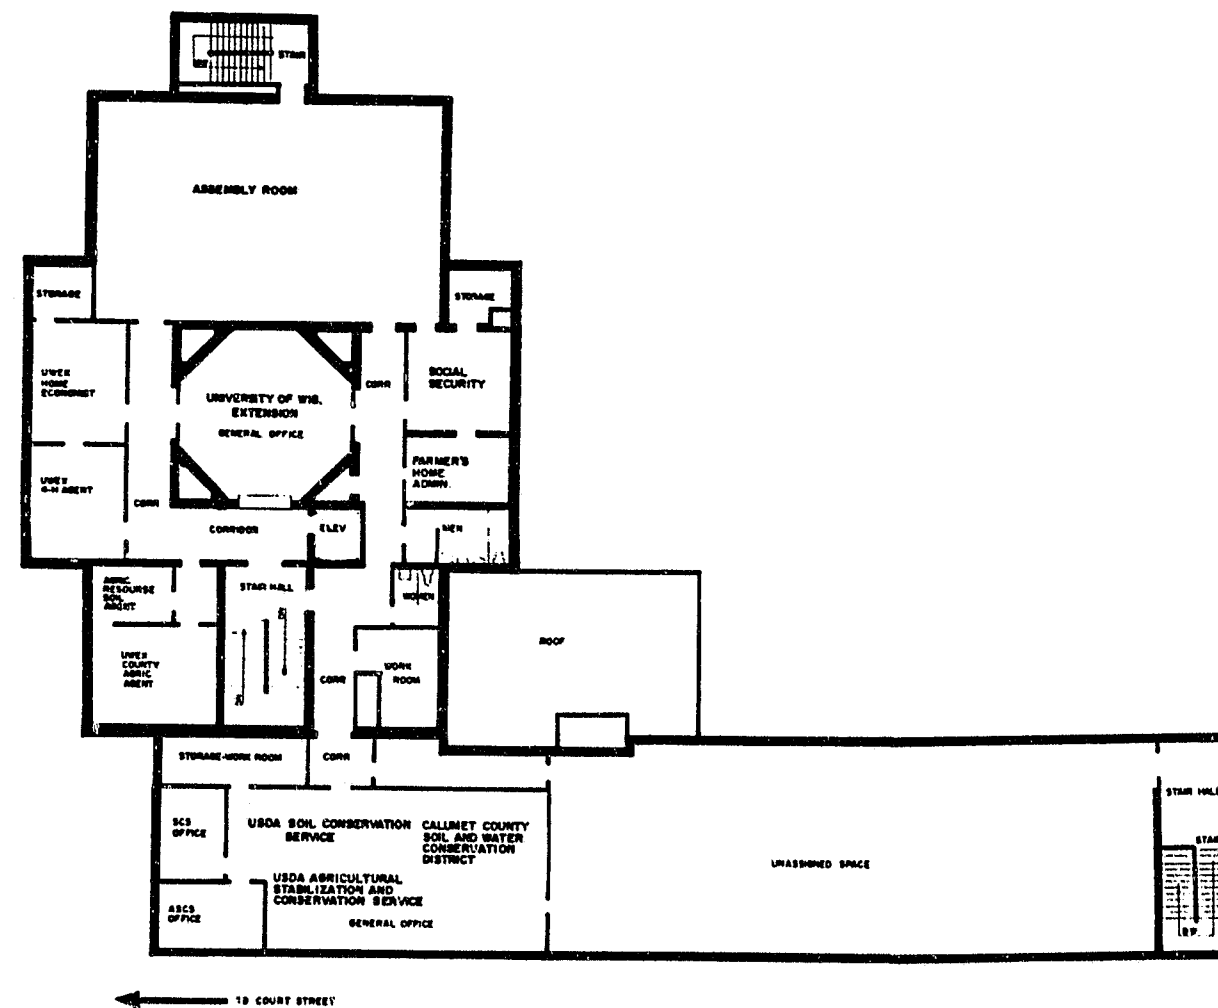 STAIR
ASSEMBLY ROOM
STORAGE
STORAGE
UWEX
HOME
ECONOMIST
UNIVERSITY OF WIS.
EXTENSION
GENERAL OFFICE
CORR
SOCIAL
SECURITY
FARMER'S
HOME
ADMIN.
UWEX
4-H AGENT
CORR
CORRIDOR
ELEV
MEN
AGRIC
RESOURSE
SOIL
AGENT
STAIR HALL
WOMEN
ROOF
UWEX
COUNTY
AGRIC
AGENT
CORR
WORK
ROOM
STORAGE-WORK ROOM
CORR
SCS
OFFICE
USDA SOIL CONSERVATION
SERVICE
CALUMET COUNTY
SOIL AND WATER
CONSERVATION
DISTRICT
USDA AGRICULTURAL
STABILIZATION AND
CONSERVATION SERVICE
GENERAL OFFICE
ASCS
OFFICE
UNASSIGNED SPACE
STAIR HALL
COURT STREET